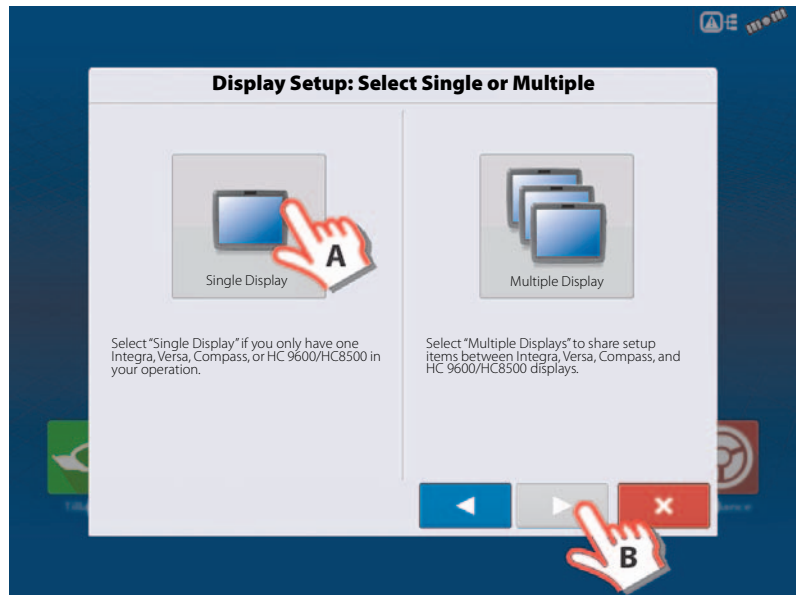 Display Setup: Select Single or Multiple
A
Single Display
Multiple Display
Select “Single Display” if you only have one
Integra, Versa, Compass, or HC 9600/HC8500 in
your operation.
Select “Multiple Displays” to share setup
items between Integra, Versa, Compass, and
HC 9600/HC8500 displays.
B